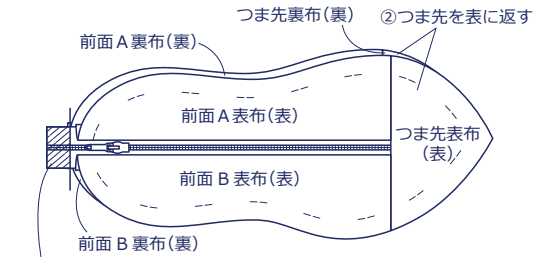 つま先裏布（裏）
②つま先を表に返す
前面A裏布（裏）
前面A表布（表）
つま先表布
（表）
前面B表布（表）
前面B裏布（裏）